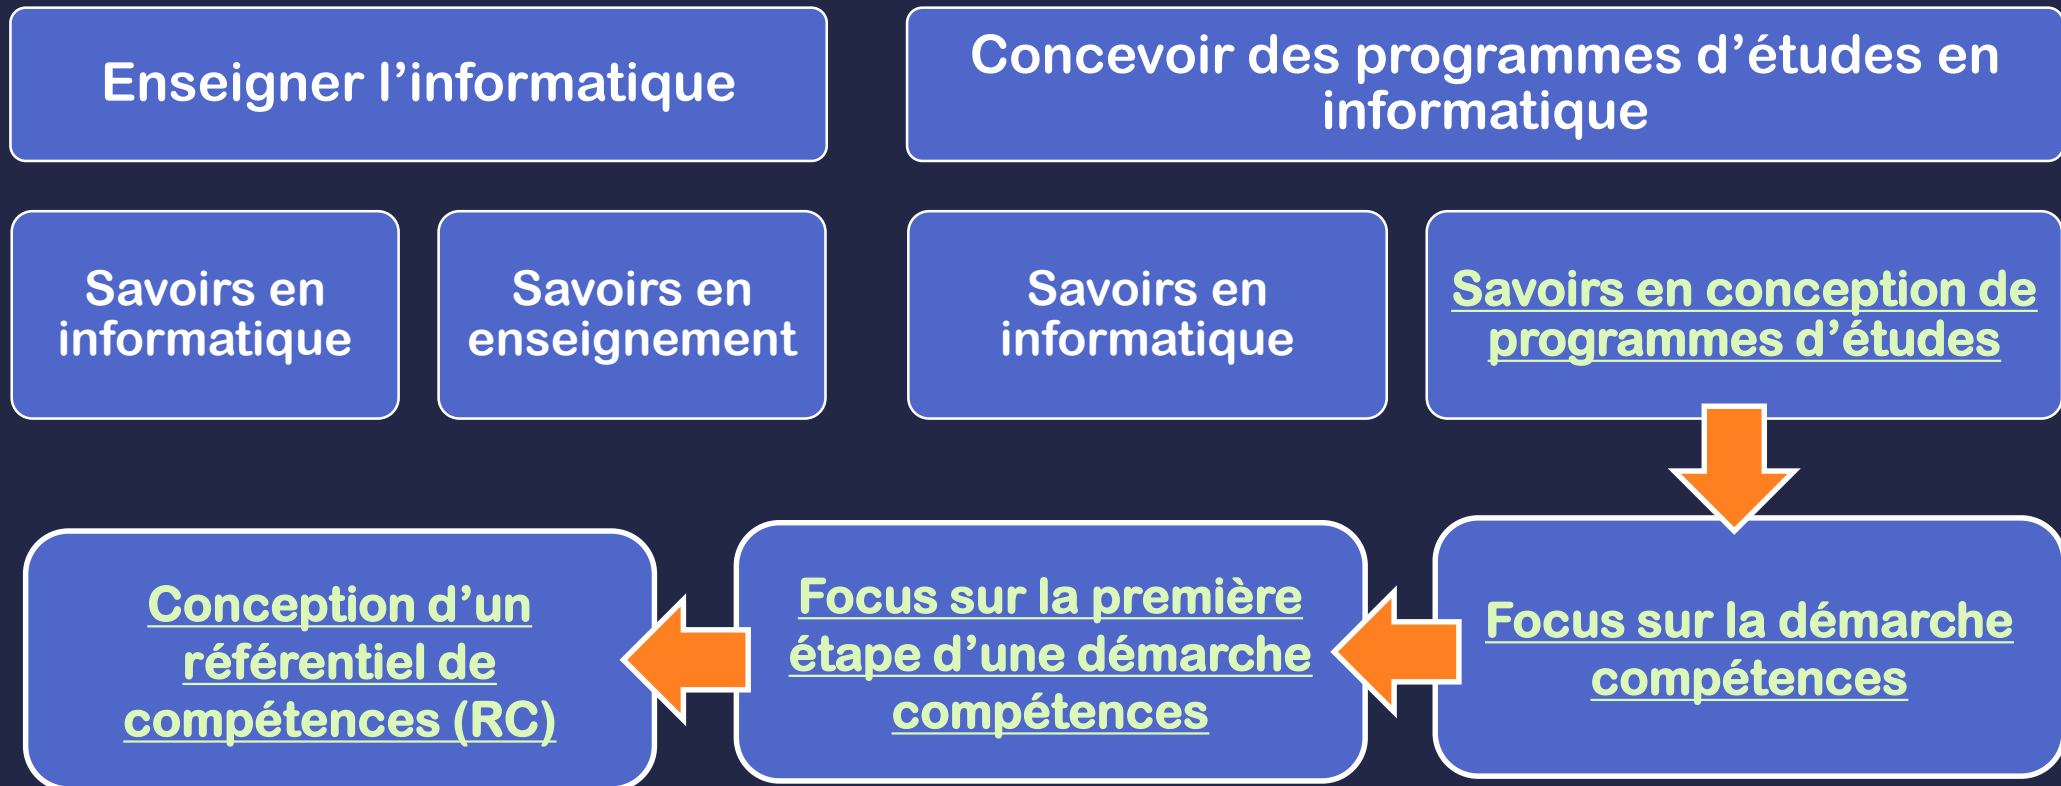 Enseigner l’informatique
Concevoir des programmes d’études en
informatique
Savoirs en
informatique
Savoirs en
enseignement
Savoirs en
informatique
Savoirs en conception de
programmes d’études
Conception d’un
référentiel de
compétences (RC)
Focus sur la première
étape d’une démarche
compétences
Focus sur la démarche
compétences